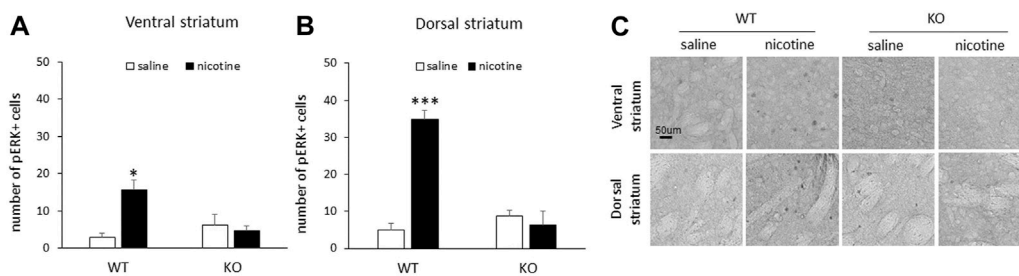 A
Ventral striatum
number of pERK+ cells
50
40
30
20
10
0
saline
nicotine
*
WT
KO
B
Dorsal striatum
number of pERK+ cells
50
40
30
20
10
0
saline
nicotine
***
WT
KO
C
WT
KO
saline
nicotine
saline
nicotine
Ventral
striatum
50um
Dorsal
striatum